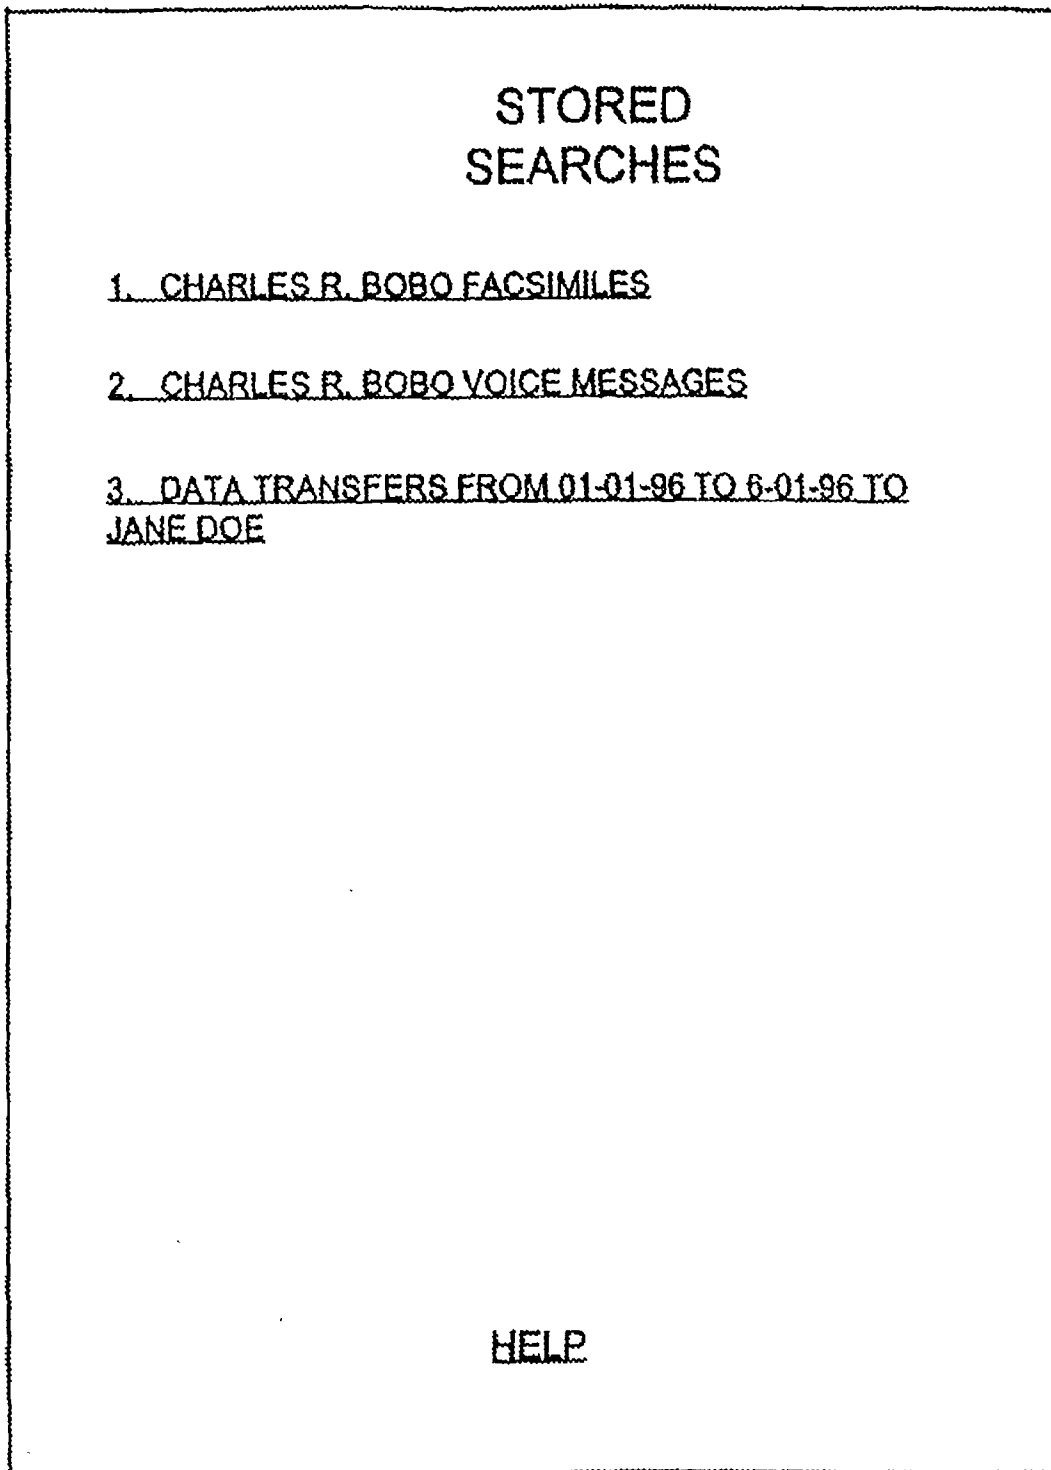 STORED
SEARCHES
1. CHARLES R. BOBO FACSIMILES
2. CHARLES R. BOBO VOICE MESSAGES
3. DATA TRANSFERS FROM 01-01-96 TO 6-01-96 TO
JANE DOE
HELP